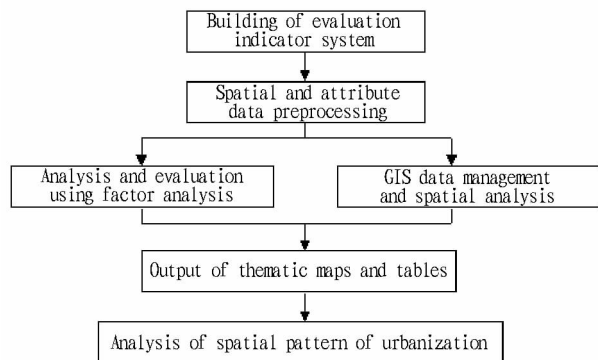 Building of evaluation
indicator system
Spatial and attribute
data preprocessing
Analysis and evaluation
using factor analysis
GIS data management
and spatial analysis
Output of thematic maps and tables
Analysis of spatial pattern of urbanization